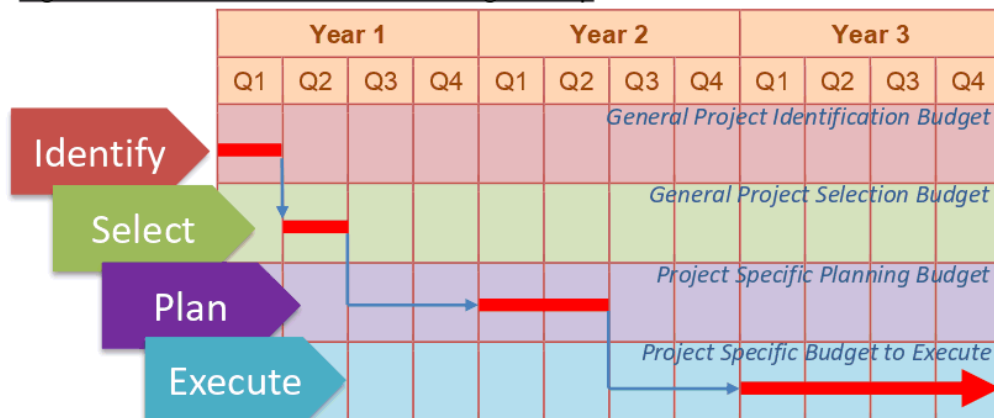 Year 1 Year 2 Year 3
Q1 Q2 Q3 Q4 Q1 Q2 Q3 Q4 Q1 Q2 Q3 Q4
General Project Identification Budget
Identify
General Project Selection Budget
Select
Project Specific Planning Budget
Plan
Project Specific Budget to Execute
Execute